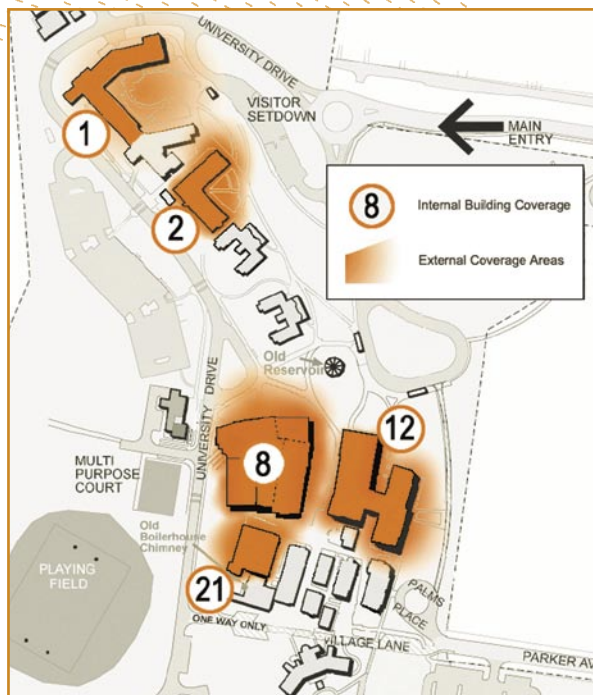 UNIVERSITY DRIVE
VISITOR
SETDOWN
MAIN
ENTRY
1
8
Internal Building Coverage
2
External Coverage Areas
Old
Reservoir
UNIVERSITY DRIVE
12
8
MULTI
PURPOSE
COURT
Old
Boilerhouse
Chimney
PLAYING
FIELD
21
PALMS
PLACE
ONE WAY ONLY
VILLAGE LANE
PARKER AV